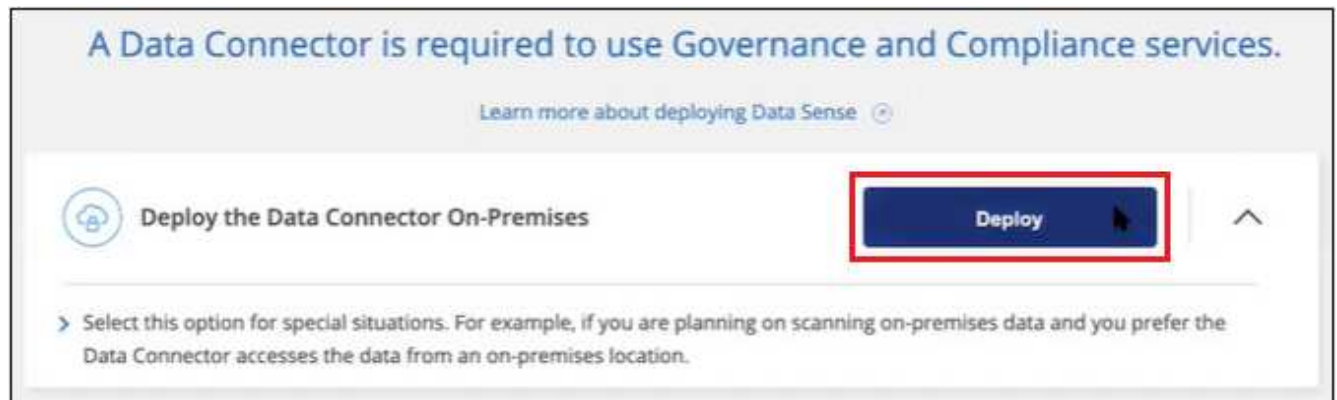 A Data Connector is required to use Governance and Compliance services.
Learn more about deploying Data Sense
Deploy the Data Connector On-Premises
Deploy
Select this option for special situations. For example, if you are planning on scanning on-premises data and you prefer the
Data Connector accesses the data from an on-premises location.